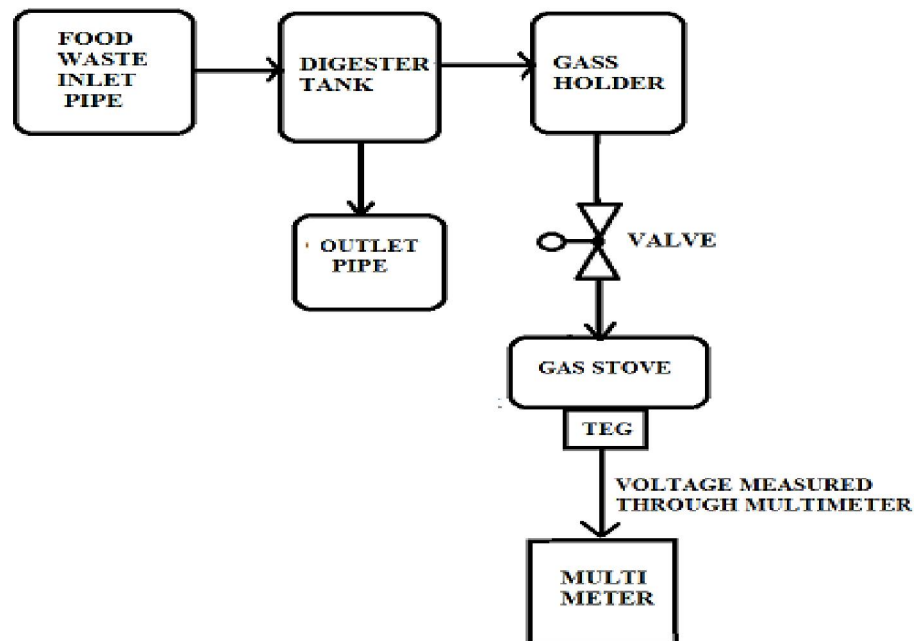 FOOD
WASTE
INLET
PIPE
DIGESTER
TANK
GASS
HOLDER
OUTLET
PIPE
VALVE
GAS STOVE
TEG
VOLTAGE MEASURED
THROUGH MULTIMETER
MULTI
METER